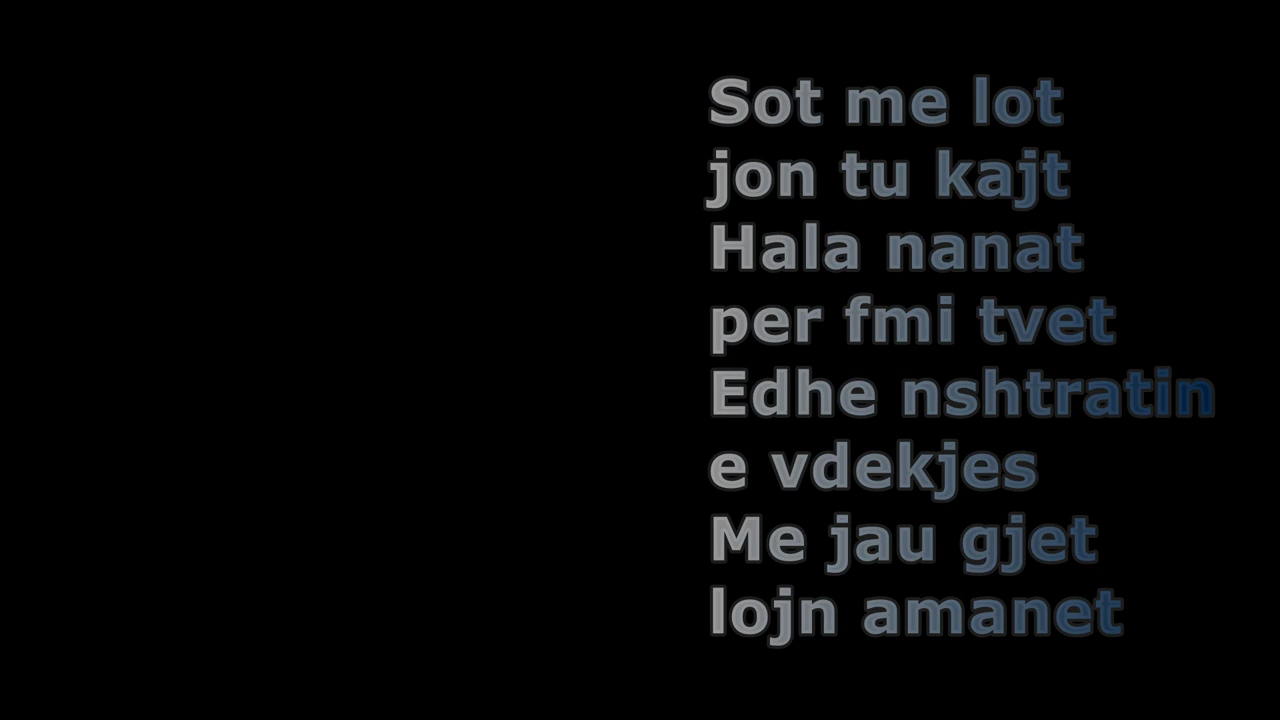 Sot me lot
jon tu kajt
Hala nanat
per fmi tvet
Edhe nshtratin
e vdekjes
Me jau gjet
lojn amanet